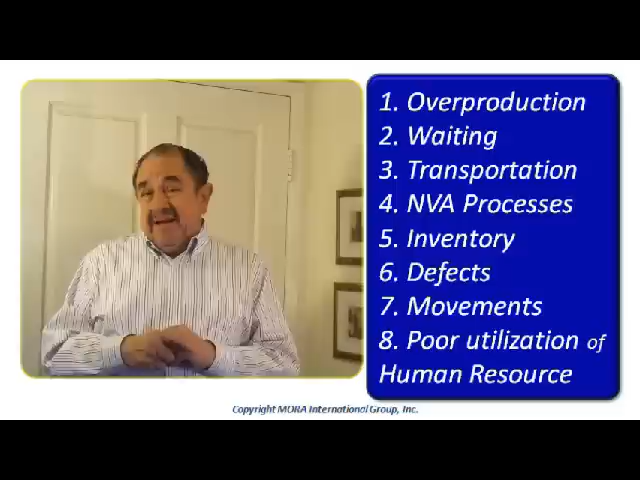 1. Overproduction
2. Waiting
3. Transportation
4. NVA Processes
5. Inventory
6. Defects
7. Movements
8. Poor utilization of
Human Resource
Copyright MORA International Group, Inc.